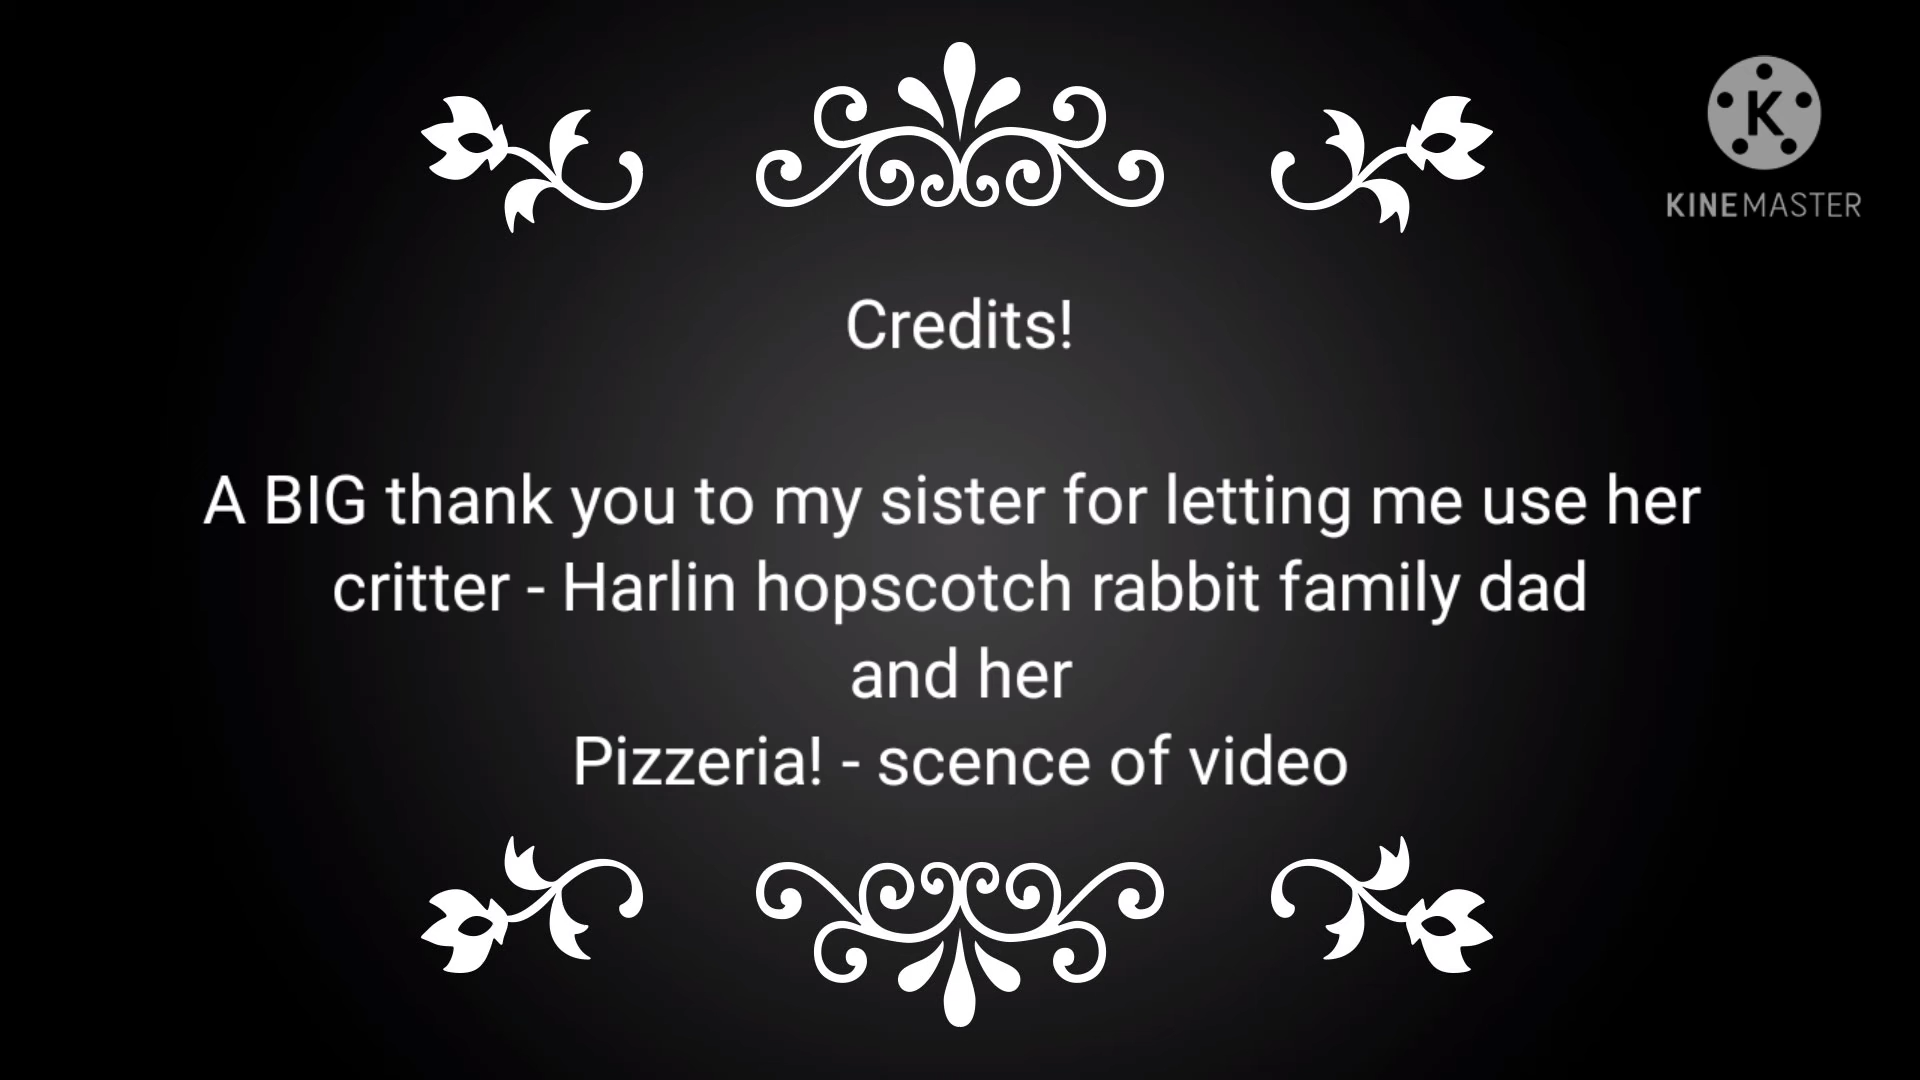 K
KINEMASTER
Credits!
A BIG thank you to my sister for letting me use her
critter - Harlin hopscotch rabbit family dad
and her
Pizzeria! - scence of video